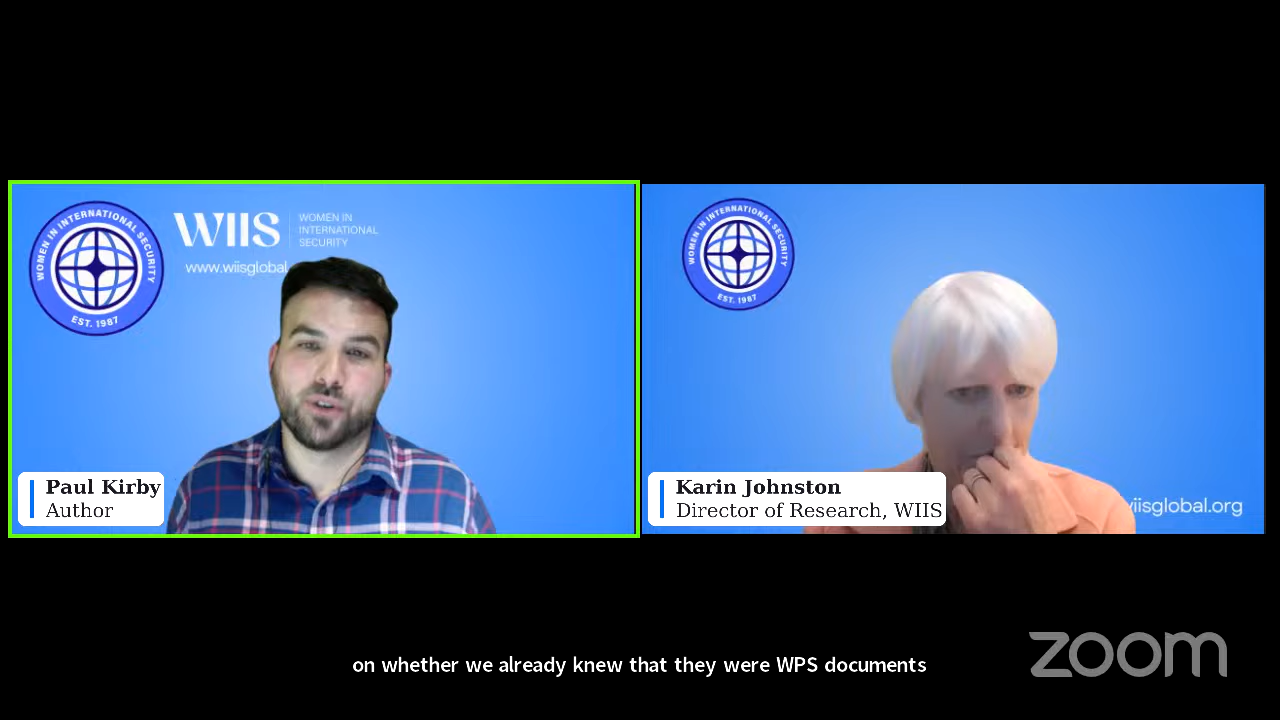 WOMEN IN INTERNATIONAL SECURITY
EST. 1987
WIIS
WOMEN IN
INTERNATIONAL
SECURITY
www.wiisglobal
Paul Kirby
Author
WOMEN IN INTERNATIONAL SECURITY
EST. 1987
Karin Johnston
Director of Research, WIIS
wiisglobal.org
on whether we already knew that they were WPS documents
zoom